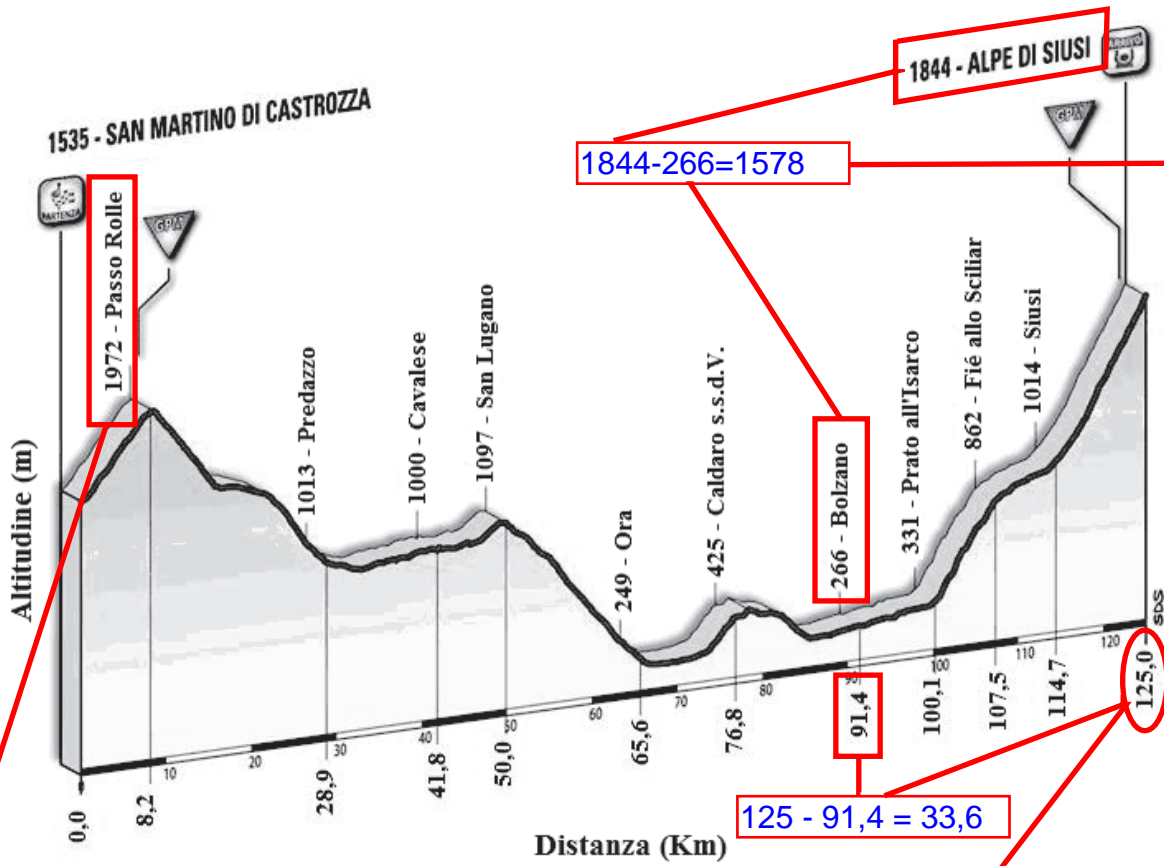 1844 - ALPE DI SIUSI
ARRIVO
1535 - SAN MARTINO DI CASTROZZA
GPM
1844-266=1578
PARTENZA
1972 - Passo Rolle
GPM
1013 - Predazzo
1000 - Cavalese
1097 - San Lugano
249 - Ora
425 - Caldaro s.s.d.V.
266 - Bolzano
331 - Prato all'Isarco
862 - Fié allo Sciliar
1014 - Siusi
Altitudine (m)
SDS
10
20
30
40
50
60
70
80
90
100
110
120
0,0
8,2
28,9
41,8
50,0
65,6
76,8
91,4
100,1
107,5
114,7
125,0
125 - 91,4 = 33,6
Distanza (Km)